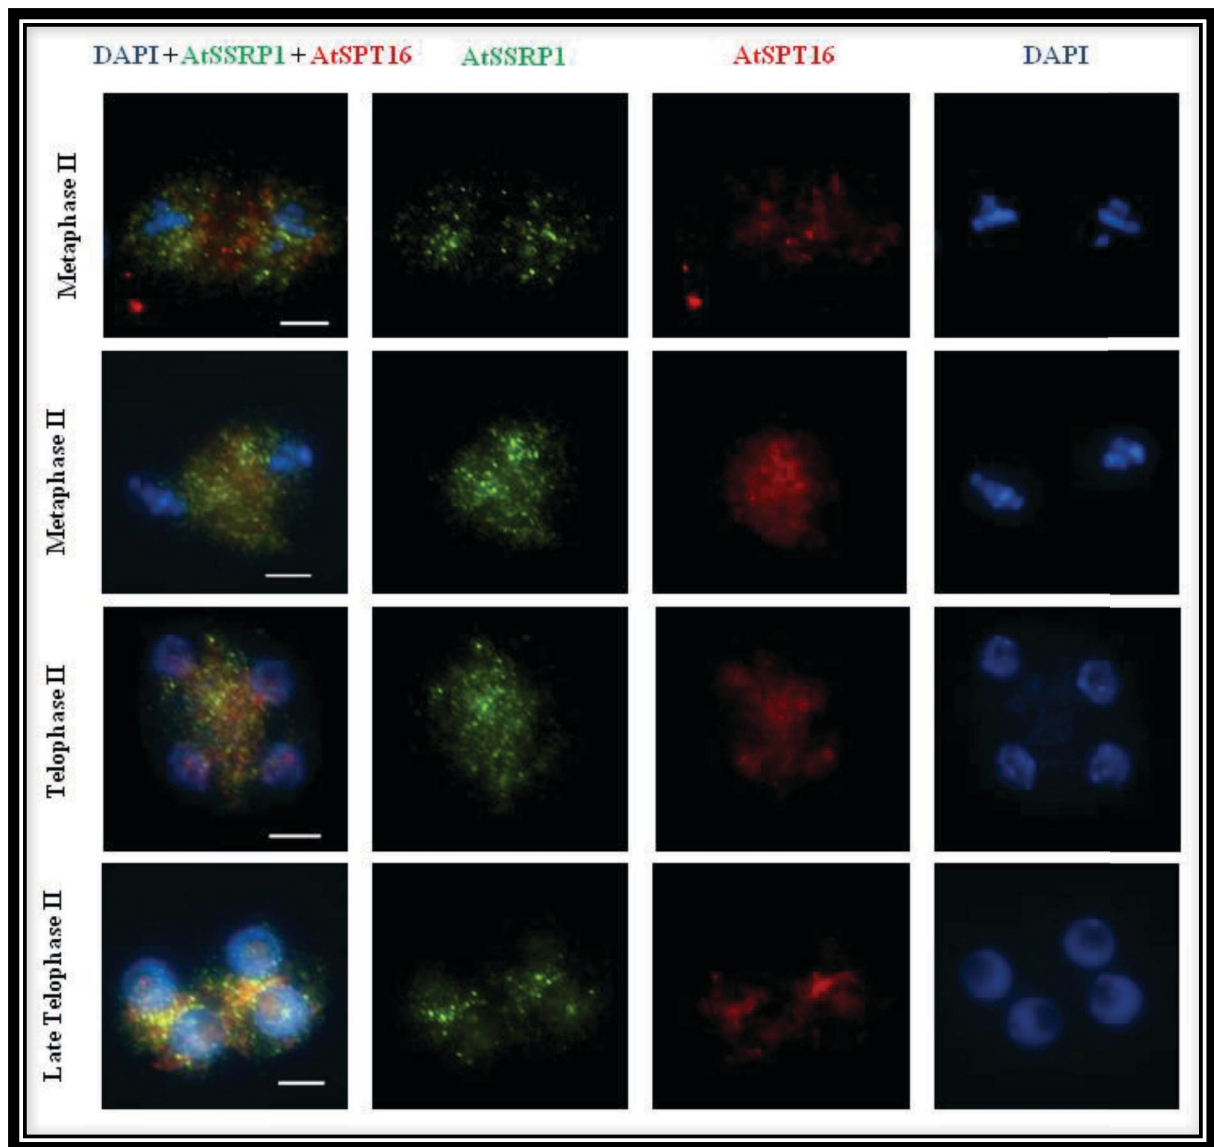 DAPI+AtSSRP1+AtSPT16 AtSSRP1 AtSPT16 DAPI
Metaphase II
Metaphase II
Telophase II
Late Telophase II